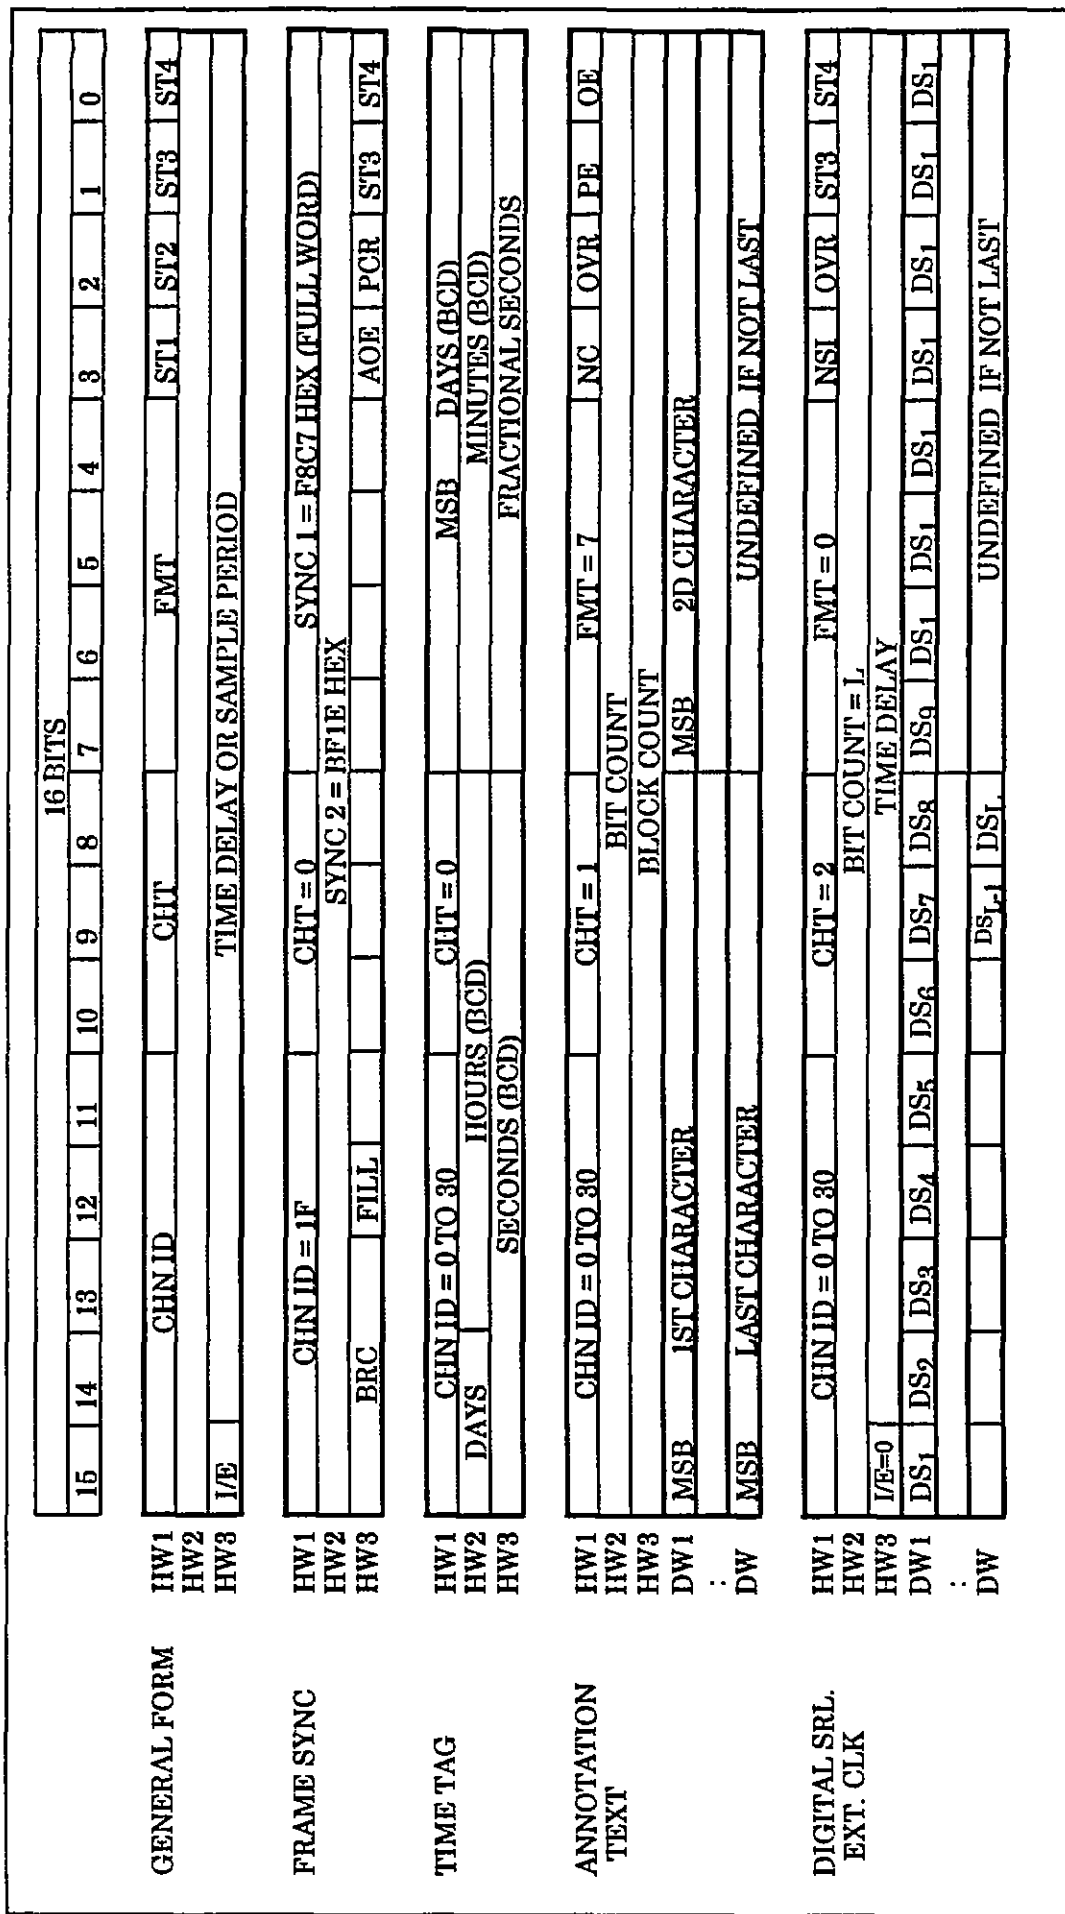 16 BITS
15 14 13 12 11 10 9 8 7 6 5 4 3 2 1 0
GENERAL FORM HW1 CHN ID CHT FMT ST1 ST2 ST3 ST4
HW2
HW3 I/E TIME DELAY OR SAMPLE PERIOD
FRAME SYNC HW1 CHN ID = 1F CHT = 0 SYNC 1 = F8C7 HEX (FULL WORD)
HW2 SYNC 2 = BF1E HEX
HW3 BRC FILL AOE PCR ST3 ST4
TIME TAG HW1 CHN ID = 0 TO 30 CHT = 0 MSB DAYS (BCD)
HW2 DAYS HOURS (BCD) MINUTES (BCD)
HW3 SECONDS (BCD) FRACTIONAL SECONDS
ANNOTATION HW1 CHN ID = 0 TO 30 CHT = 1 FMT = 7 NC OVR PE OE
TEXT HW2 BIT COUNT
HW3 BLOCK COUNT
DW1 MSB 1ST CHARACTER MSB 2D CHARACTER
:
DW MSB LAST CHARACTER UNDEFINED IF NOT LAST
DIGITAL SRL. HW1 CHN ID = 0 TO 30 CHT = 2 FMT = 0 NSI OVR ST3 ST4
EXT. CLK HW2 BIT COUNT = L
HW3 I/E=0 TIME DELAY
DW1 DS1 DS2 DS3 DS4 DS5 DS6 DS7 DS8 DS9 DS1 DS1 DS1 DS1 DS1 DS1 DS1
:
DW DSL-1 DSL UNDEFINED IF NOT LAST